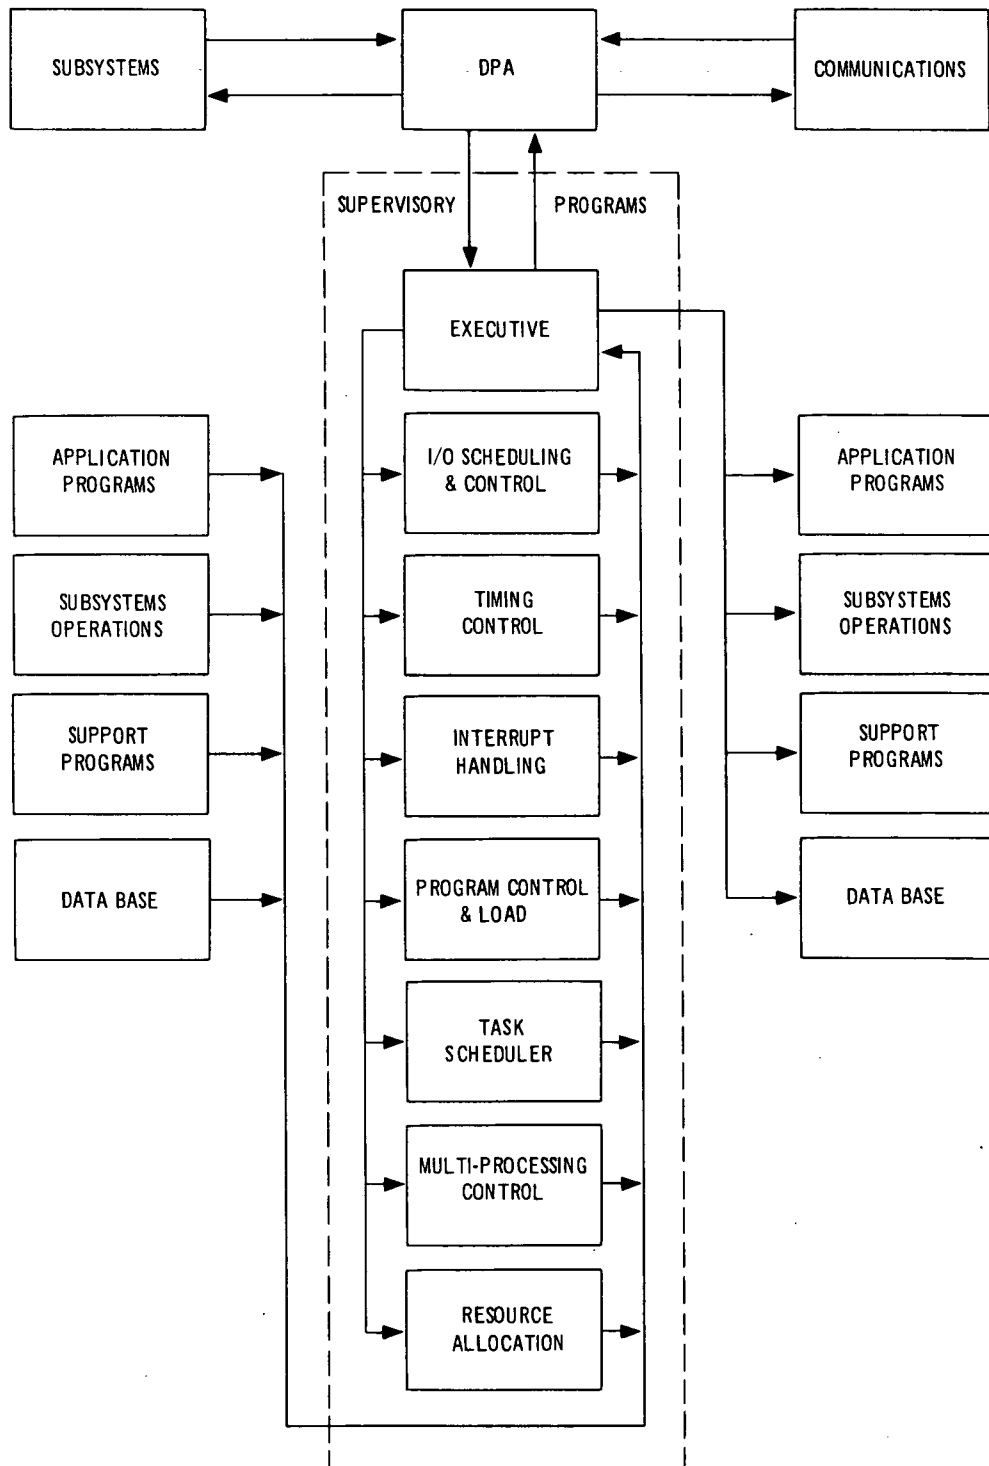 SUBSYSTEMS
DPA
COMMUNICATIONS
SUPERVISORY PROGRAMS
EXECUTIVE
APPLICATION
PROGRAMS
I/O SCHEDULING
& CONTROL
APPLICATION
PROGRAMS
SUBSYSTEMS
OPERATIONS
TIMING
CONTROL
SUBSYSTEMS
OPERATIONS
SUPPORT
PROGRAMS
INTERRUPT
HANDLING
SUPPORT
PROGRAMS
DATA BASE
PROGRAM CONTROL
& LOAD
DATA BASE
TASK
SCHEDULER
MULTI-PROCESSING
CONTROL
RESOURCE
ALLOCATION